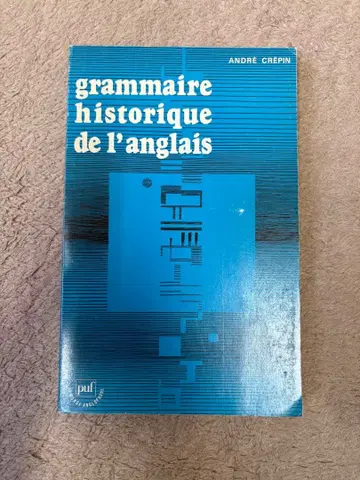 ANDRÉ CRÉPIN
grammaire
historique
de l'anglais
puf